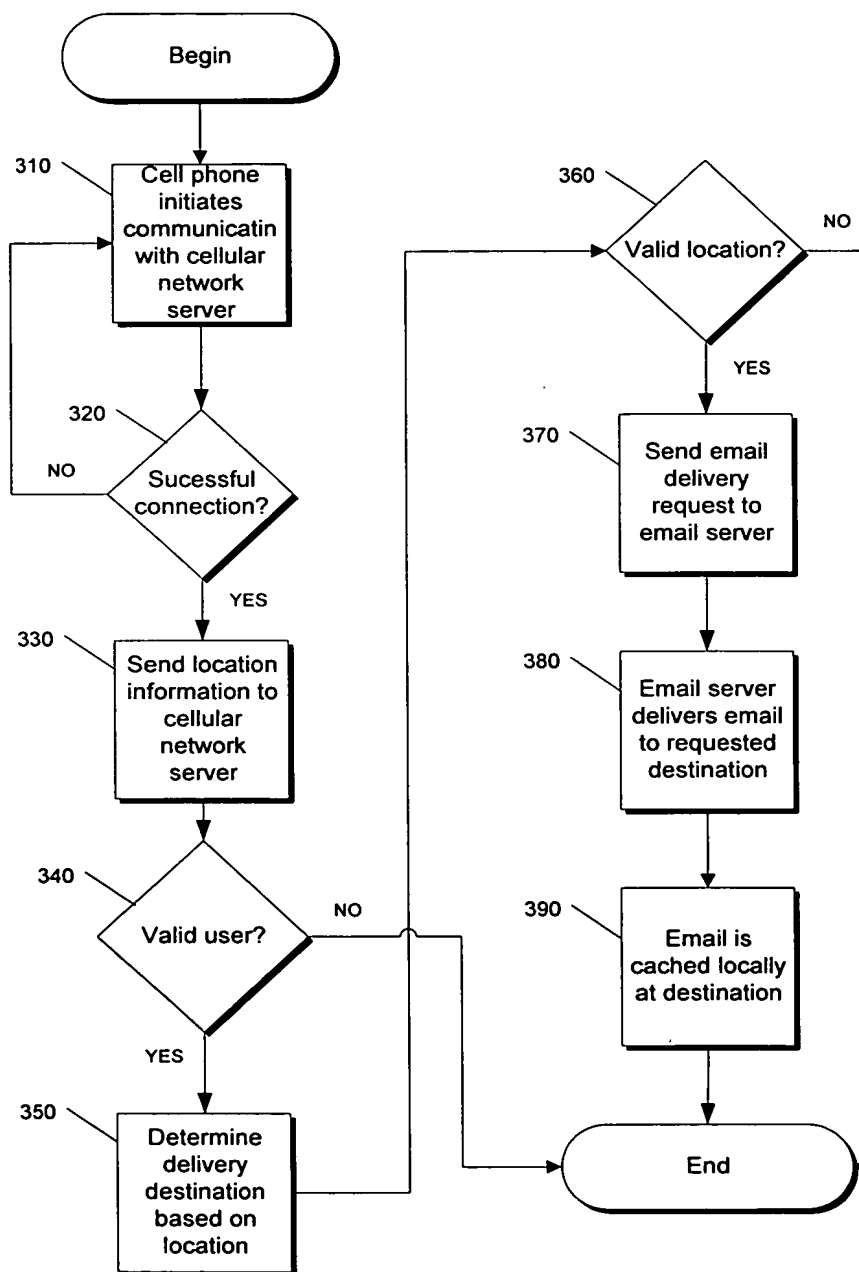 Begin
310
Cell phone
initiates
communicatin
with cellular
network
server
320
NO
Sucessful
connection?
YES
330
Send location
information to
cellular
network
server
340
Valid user?
NO
YES
350
Determine
delivery
destination
based on
location
360
Valid location?
NO
YES
370
Send email
delivery
request to
email server
380
Email server
delivers email
to requested
destination
390
Email is
cached locally
at destination
End